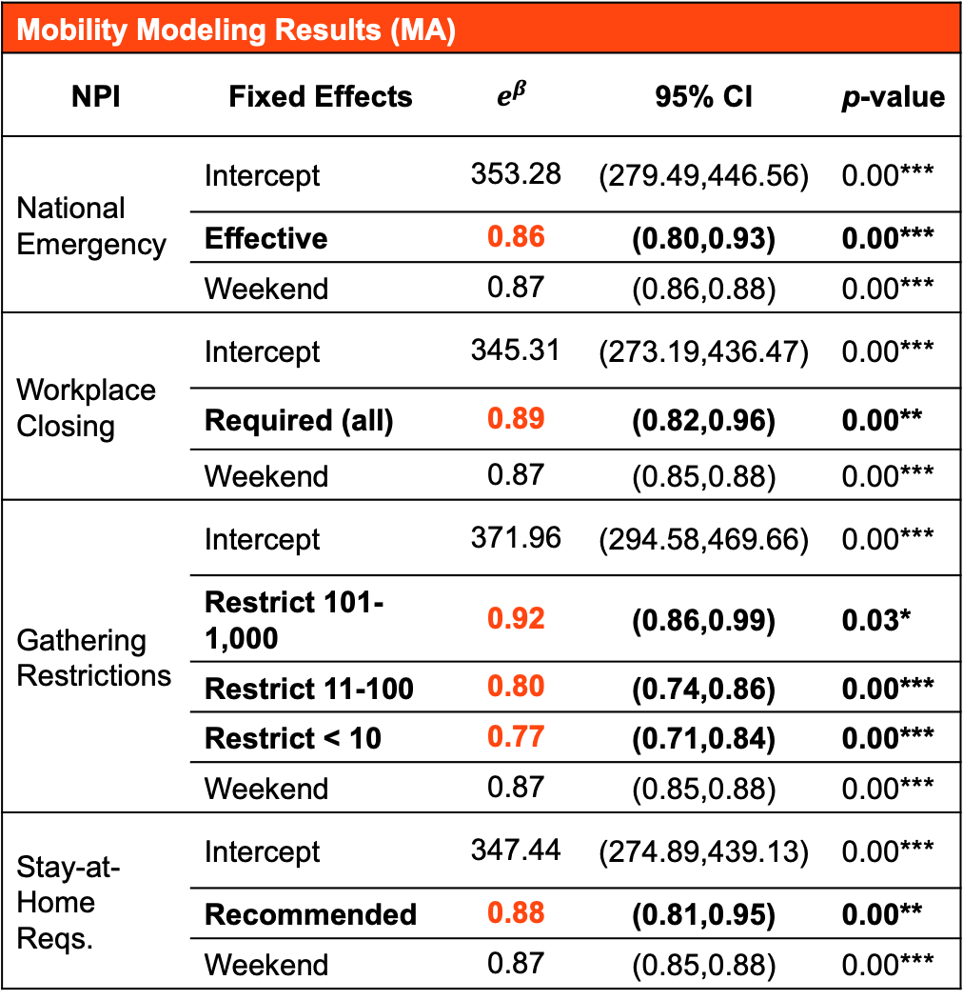 Mobility Modeling Results (MA)
NPI Fixed Effects e^β 95% CI p-value
National
Emergency
Intercept 353.28 (279.49,446.56) 0.00***
Effective 0.86 (0.80,0.93) 0.00***
Weekend 0.87 (0.86,0.88) 0.00***
Workplace
Closing
Intercept 345.31 (273.19,436.47) 0.00***
Required (all) 0.89 (0.82,0.96) 0.00**
Weekend 0.87 (0.85,0.88) 0.00***
Gathering
Restrictions
Intercept 371.96 (294.58,469.66) 0.00***
Restrict 101-
1,000 0.92 (0.86,0.99) 0.03*
Restrict 11-100 0.80 (0.74,0.86) 0.00***
Restrict < 10 0.77 (0.71,0.84) 0.00***
Weekend 0.87 (0.85,0.88) 0.00***
Stay-at-
Home
Reqs.
Intercept 347.44 (274.89,439.13) 0.00***
Recommended 0.88 (0.81,0.95) 0.00**
Weekend 0.87 (0.85,0.88) 0.00***